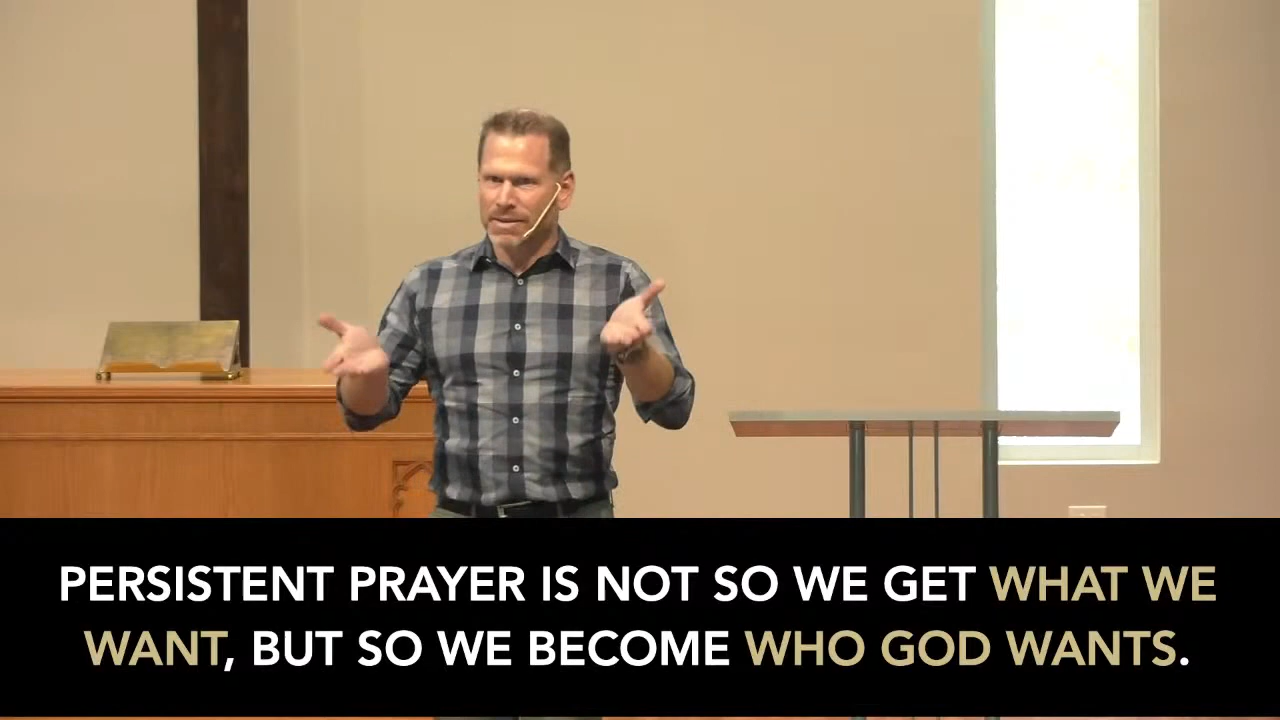 PERSISTENT PRAYER IS NOT SO WE GET WHAT WE
WANT, BUT SO WE BECOME WHO GOD WANTS.